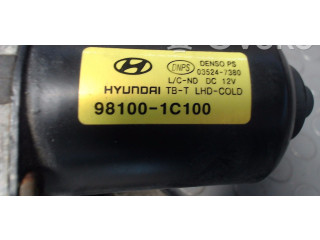 DNPS
DENSO PS
03524-7380
L/C-ND DC 12V
HYUNDAI TB-T LHD-COLD
98100-1C100